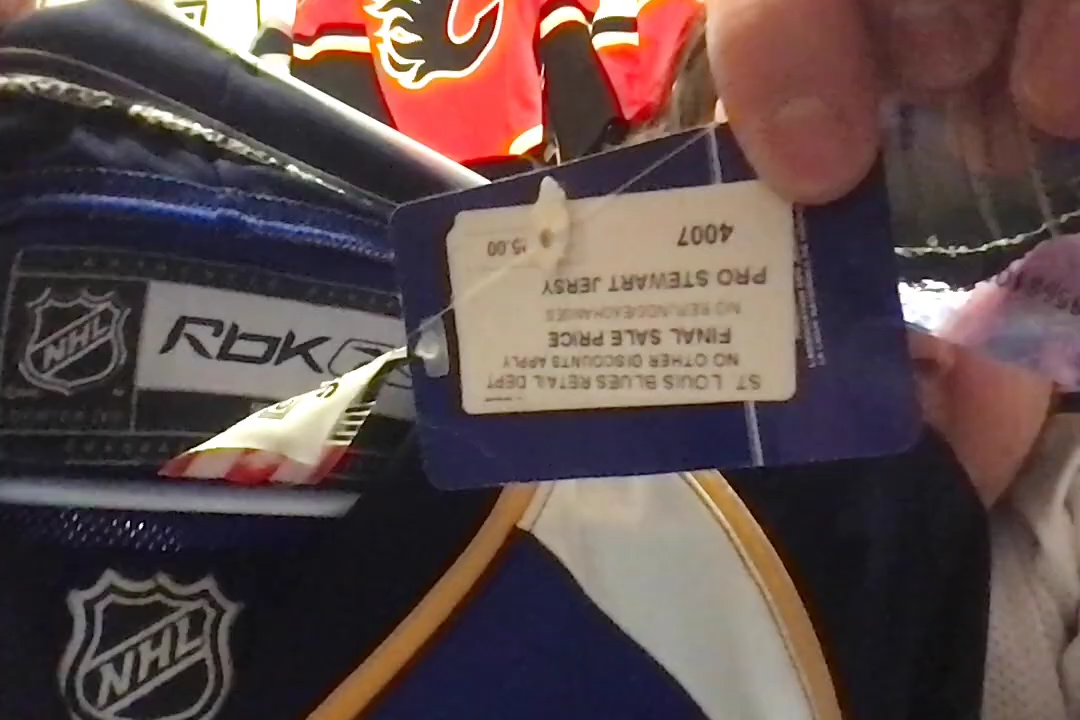 NHL
Rbk
NHL
ST. LOUIS BLUES RETAIL DEPT
NO OTHER DISCOUNTS APPLY
FINAL SALE PRICE
NO REFUNDS/EXCHANGES
PRO STEWART JERSY
4007